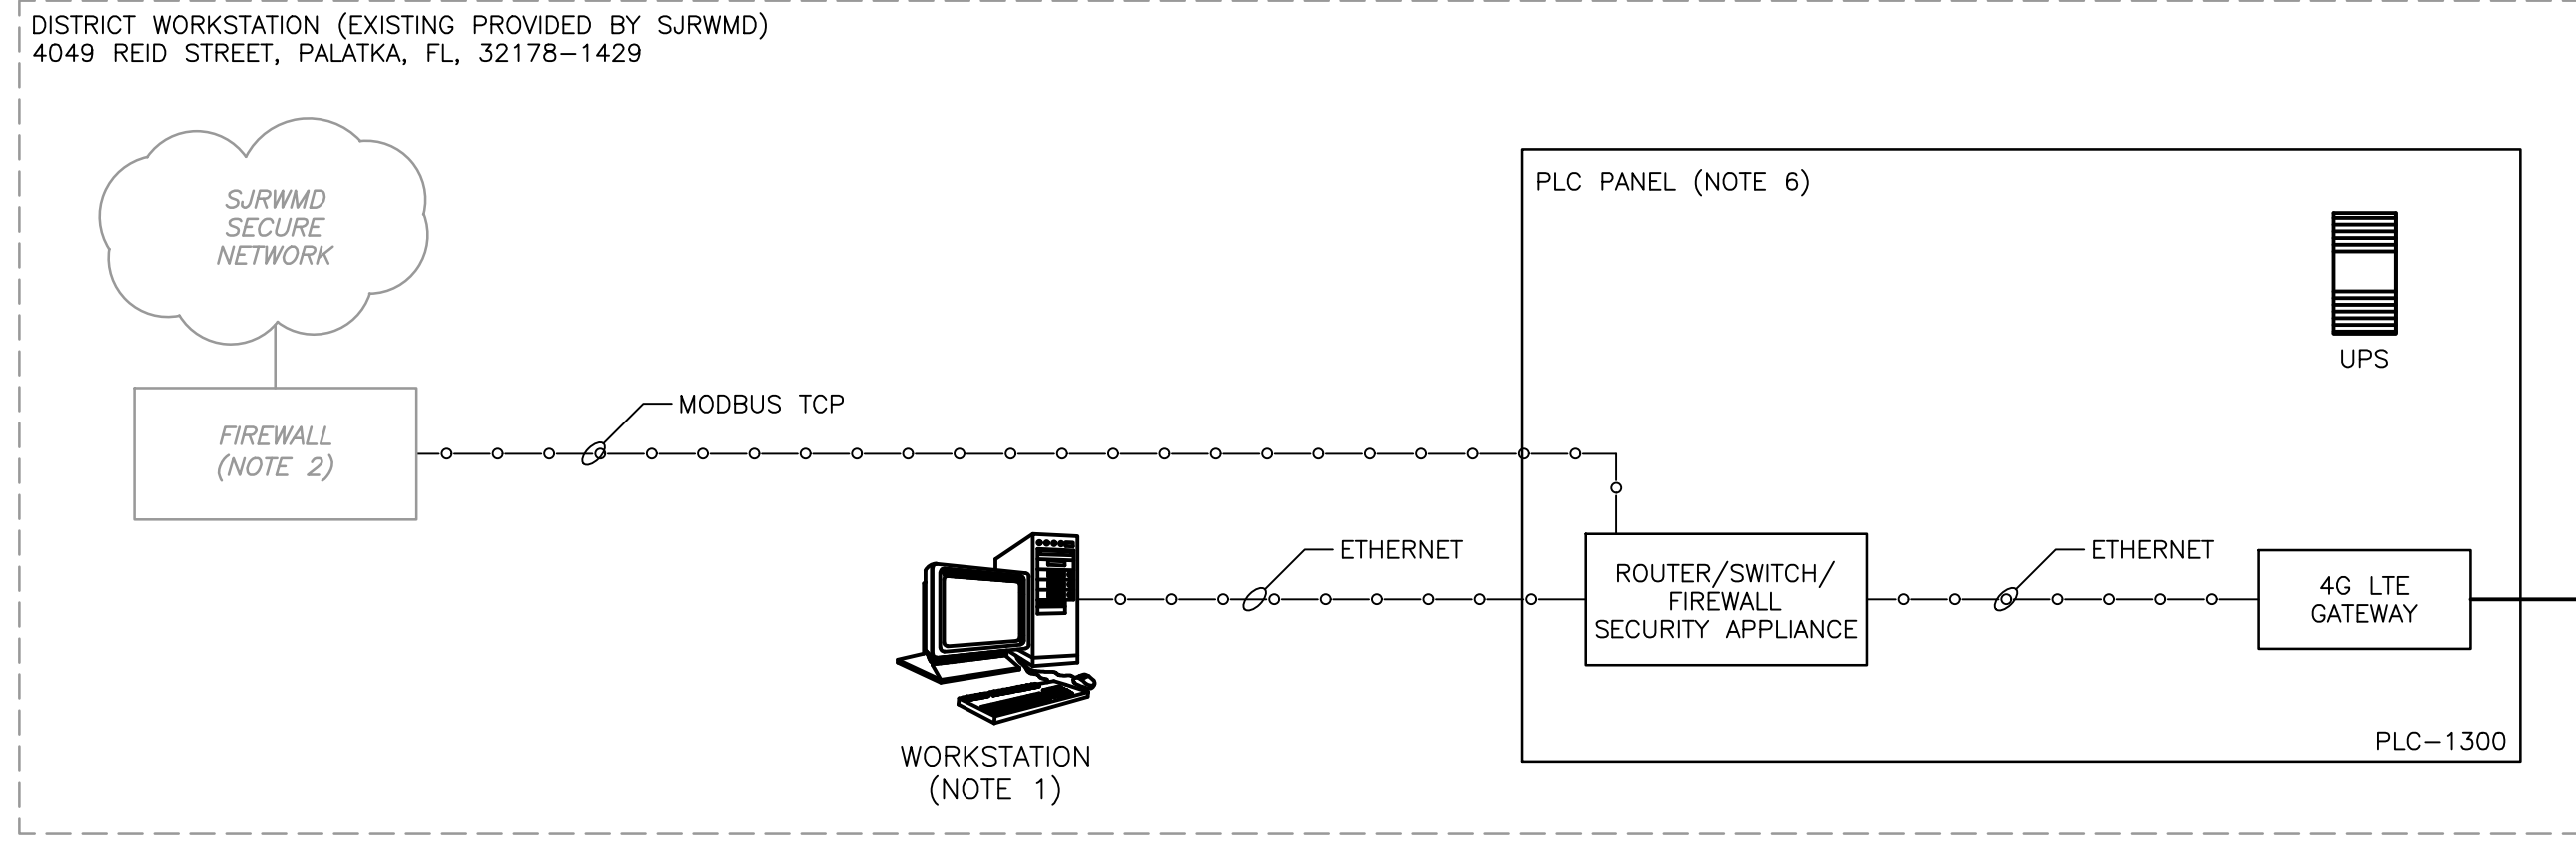 DISTRICT WORKSTATION (EXISTING PROVIDED BY SJRWMD)
4049 REID STREET, PALATKA, FL, 32178-1429
SJRWMD
SECURE
NETWORK
FIREWALL
(NOTE 2)
MODBUS TCP
WORKSTATION
(NOTE 1)
ETHERNET
PLC PANEL (NOTE 6)
UPS
ROUTER/SWITCH/
FIREWALL
SECURITY APPLIANCE
ETHERNET
4G LTE
GATEWAY
PLC-1300